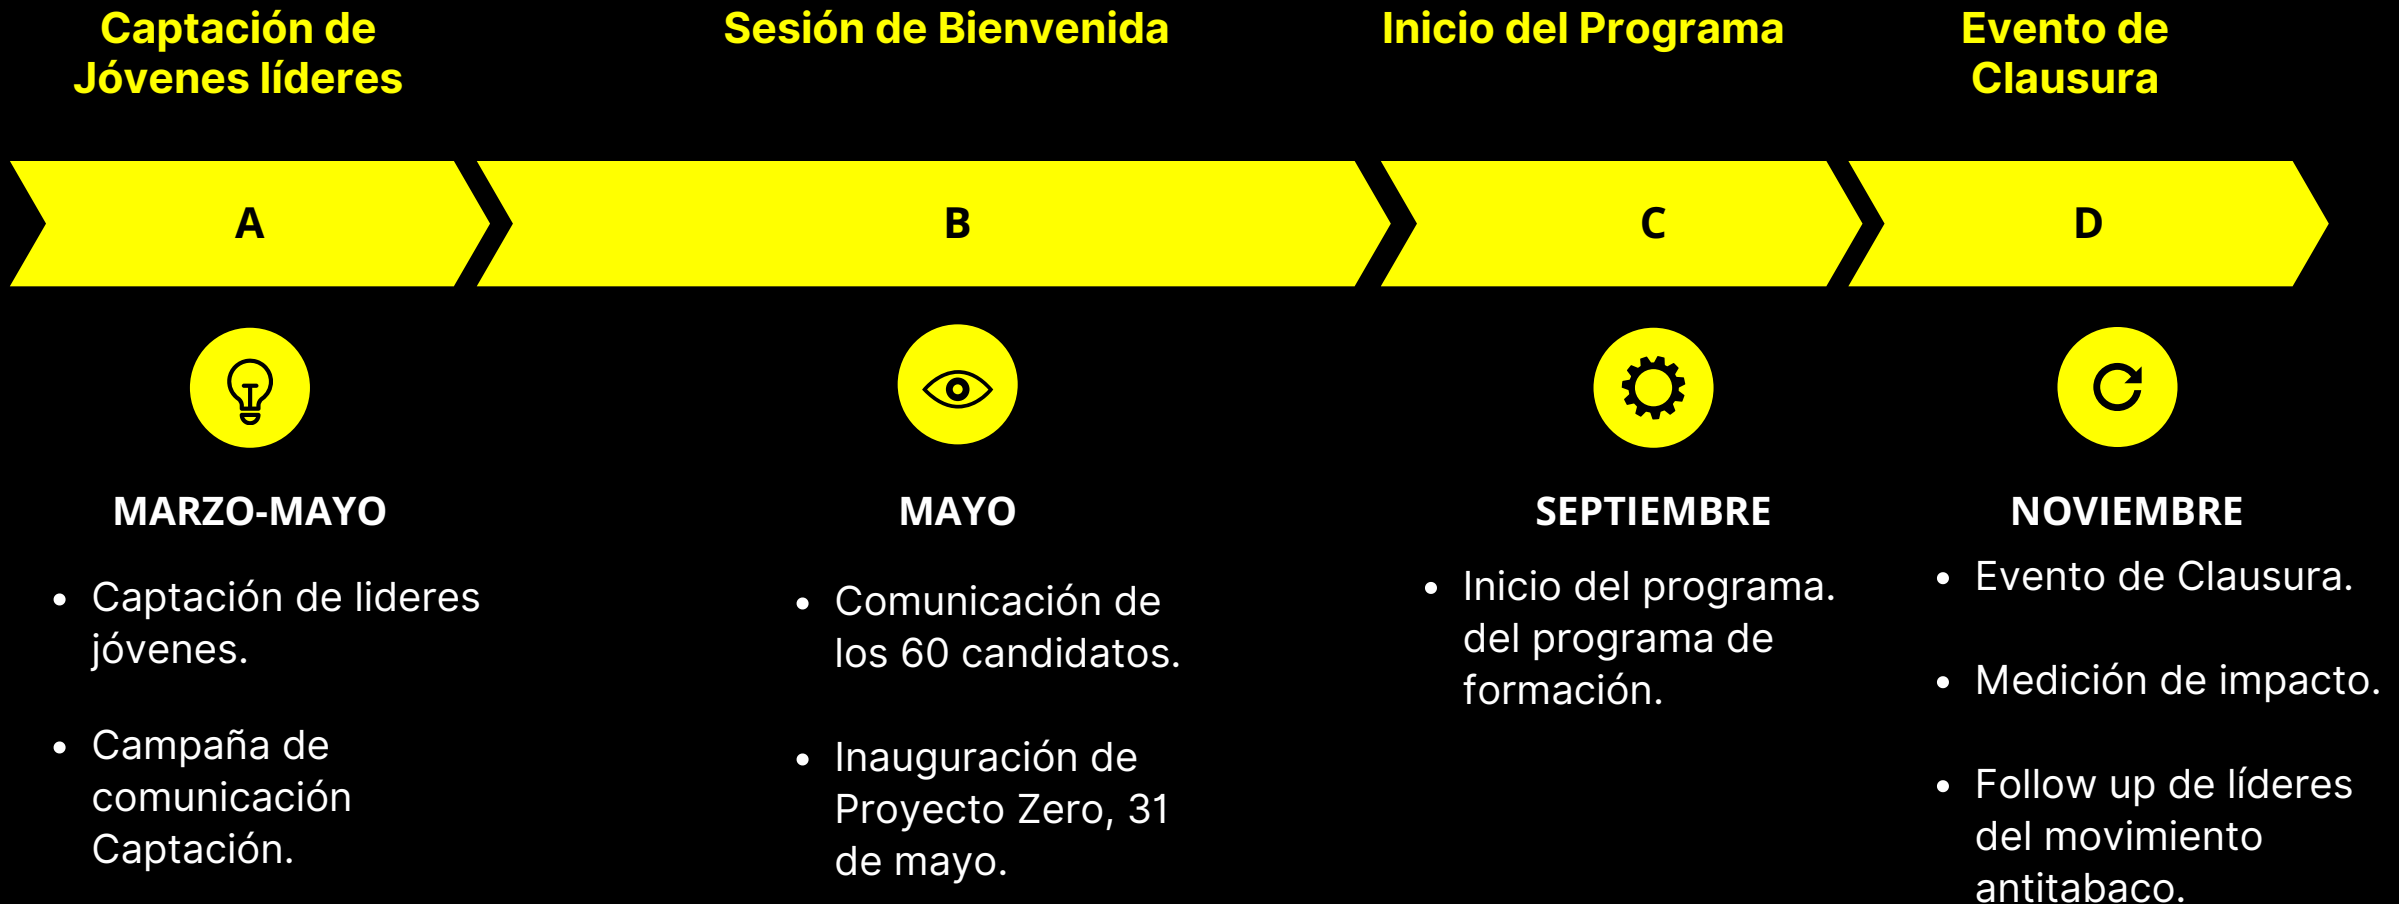 Captación de
Jóvenes líderes
Sesión de Bienvenida
Inicio del Programa
Evento de
Clausura
A
B
C
D
MARZO-MAYO
• Captación de lideres
jóvenes.
• Campaña de
comunicación
Captación.
MAYO
• Comunicación de
los 60 candidatos.
• Inauguración de
Proyecto Zero, 31
de mayo.
SEPTIEMBRE
• Inicio del programa.
del programa de
formación.
NOVIEMBRE
• Evento de Clausura.
• Medición de impacto.
• Follow up de líderes
del movimiento
antitabaco.